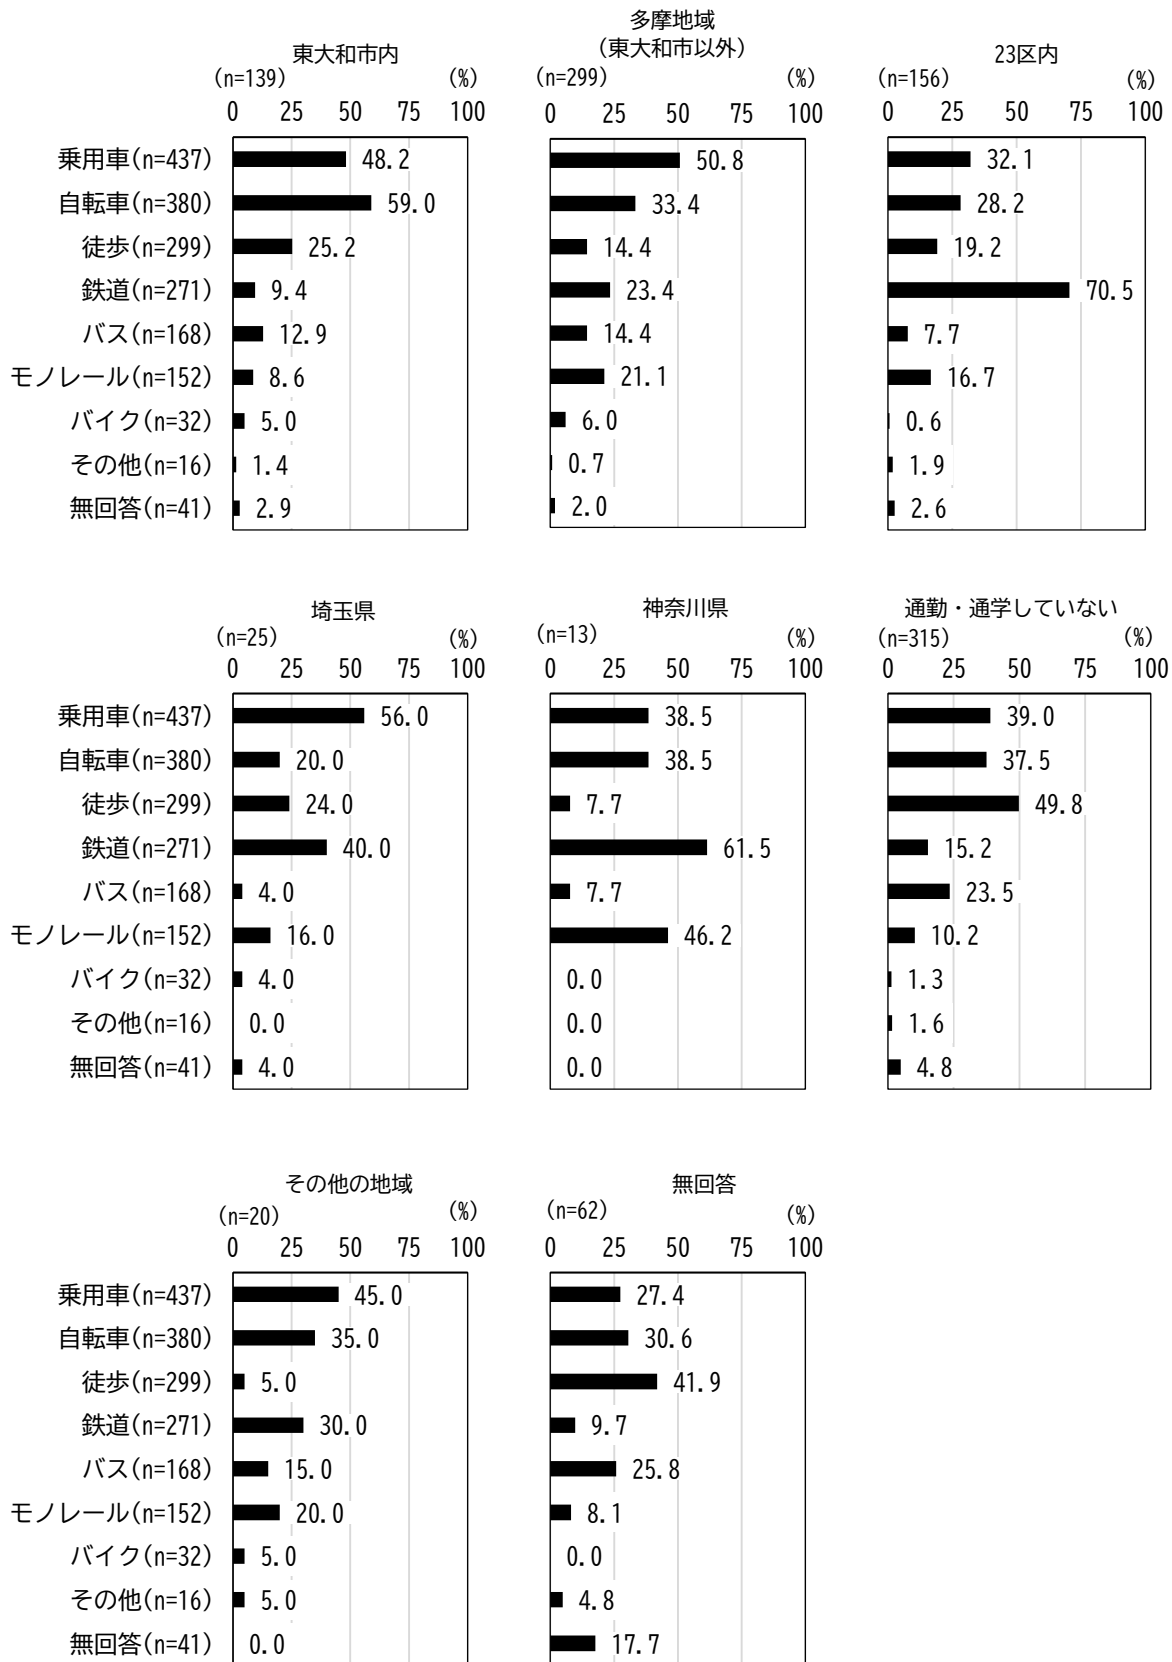 東大和市内
(n=139) (%)
0 25 50 75 100
乗用車(n=437) 48.2
自転車(n=380) 59.0
徒歩(n=299) 25.2
鉄道(n=271) 9.4
バス(n=168) 12.9
モノレール(n=152) 8.6
バイク(n=32) 5.0
その他(n=16) 1.4
無回答(n=41) 2.9
多摩地域
(東大和市以外)
(n=299) (%)
0 25 50 75 100
50.8
33.4
14.4
23.4
14.4
21.1
6.0
0.7
2.0
23区内
(n=156) (%)
0 25 50 75 100
32.1
28.2
19.2
70.5
7.7
16.7
0.6
1.9
2.6
埼玉県
(n=25) (%)
0 25 50 75 100
乗用車(n=437) 56.0
自転車(n=380) 20.0
徒歩(n=299) 24.0
鉄道(n=271) 40.0
バス(n=168) 4.0
モノレール(n=152) 16.0
バイク(n=32) 4.0
その他(n=16) 0.0
無回答(n=41) 4.0
神奈川県
(n=13) (%)
0 25 50 75 100
38.5
38.5
7.7
61.5
7.7
46.2
0.0
0.0
0.0
通勤・通学していない
(n=315) (%)
0 25 50 75 100
39.0
37.5
49.8
15.2
23.5
10.2
1.3
1.6
4.8
その他の地域
(n=20) (%)
0 25 50 75 100
乗用車(n=437) 45.0
自転車(n=380) 35.0
徒歩(n=299) 5.0
鉄道(n=271) 30.0
バス(n=168) 15.0
モノレール(n=152) 20.0
バイク(n=32) 5.0
その他(n=16) 5.0
無回答(n=41) 0.0
無回答
(n=62) (%)
0 25 50 75 100
27.4
30.6
41.9
9.7
25.8
8.1
0.0
4.8
17.7